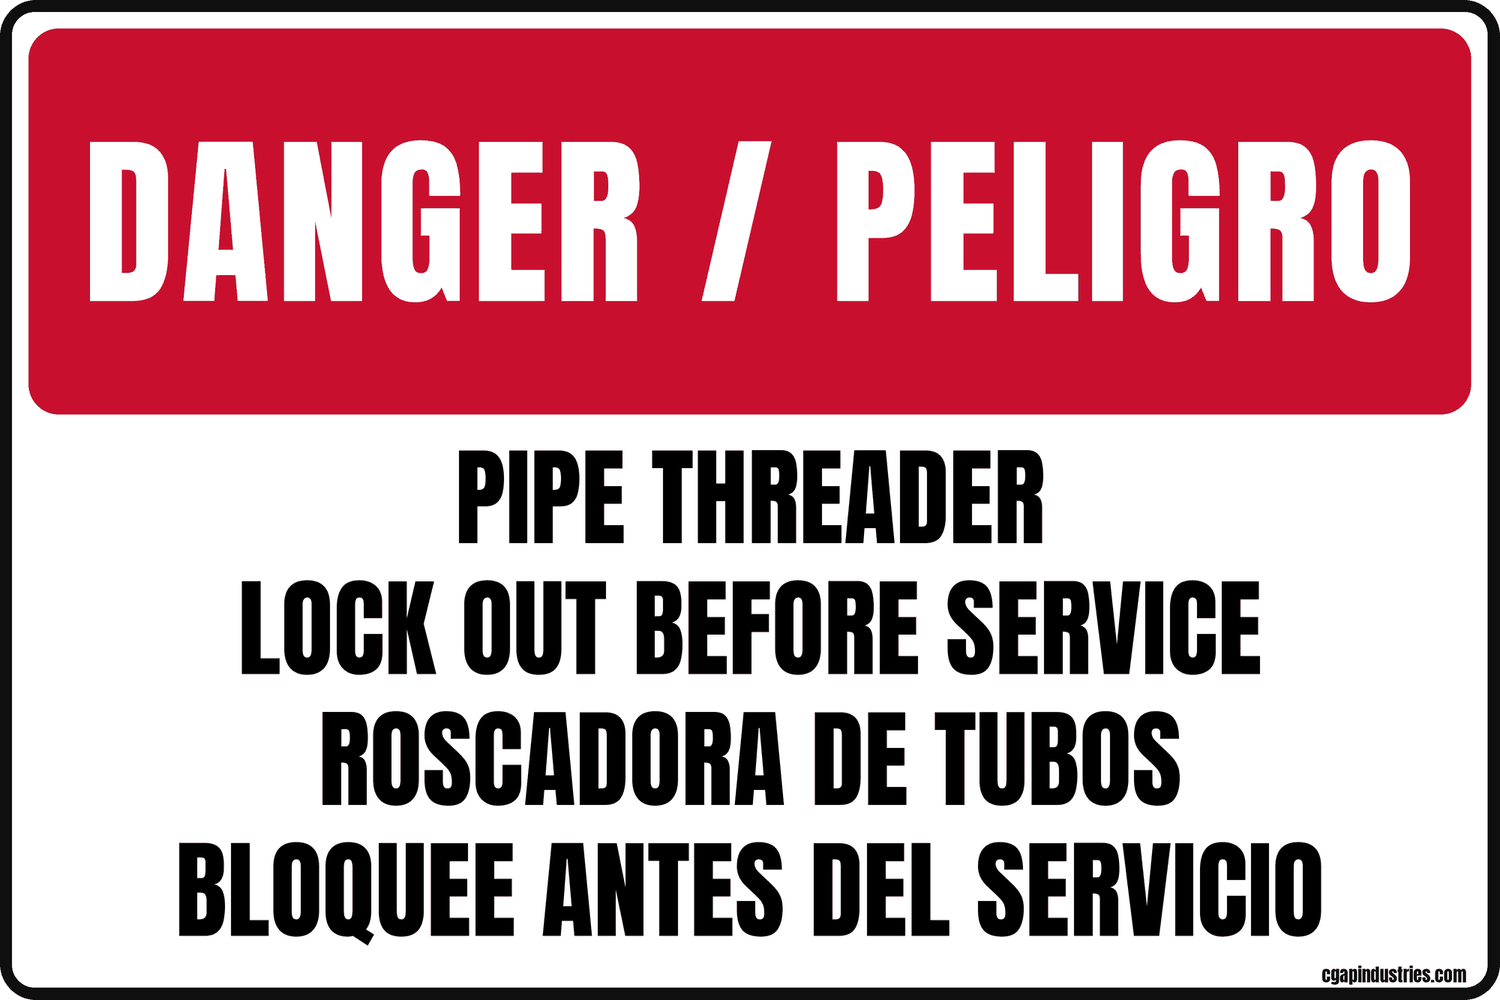 DANGER / PELIGRO
PIPE THREADER
LOCK OUT BEFORE SERVICE
ROSCADORA DE TUBOS
BLOQUEE ANTES DEL SERVICIO
cgapindustries.com